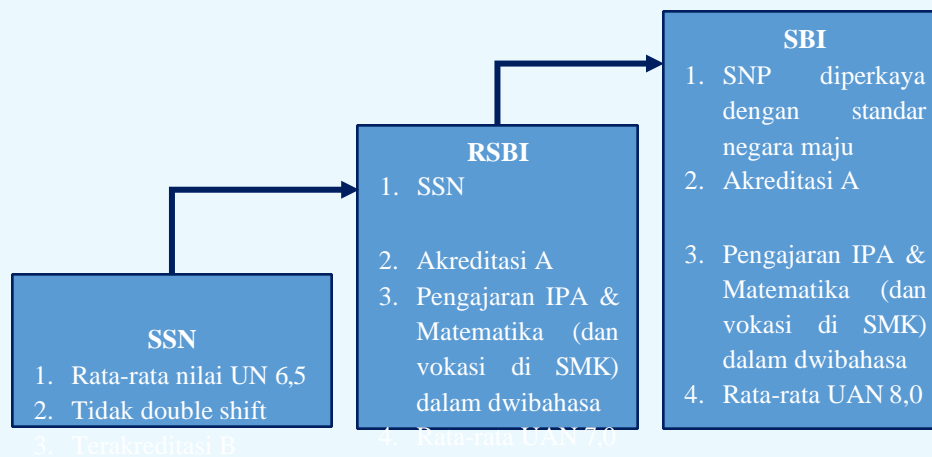 SSN
1. Rata-rata nilai UN 6,5
2. Tidak double shift
3. Terakreditasi B
RSBI
1. SSN
2. Akreditasi A
3. Pengajaran IPA &
Matematika (dan
vokasi di SMK)
dalam dwibahasa
4. Rata-rata UAN 7,0
SBI
1. SNP diperkaya
dengan standar
negara maju
2. Akreditasi A
3. Pengajaran IPA &
Matematika (dan
vokasi di SMK)
dalam dwibahasa
4. Rata-rata UAN 8,0